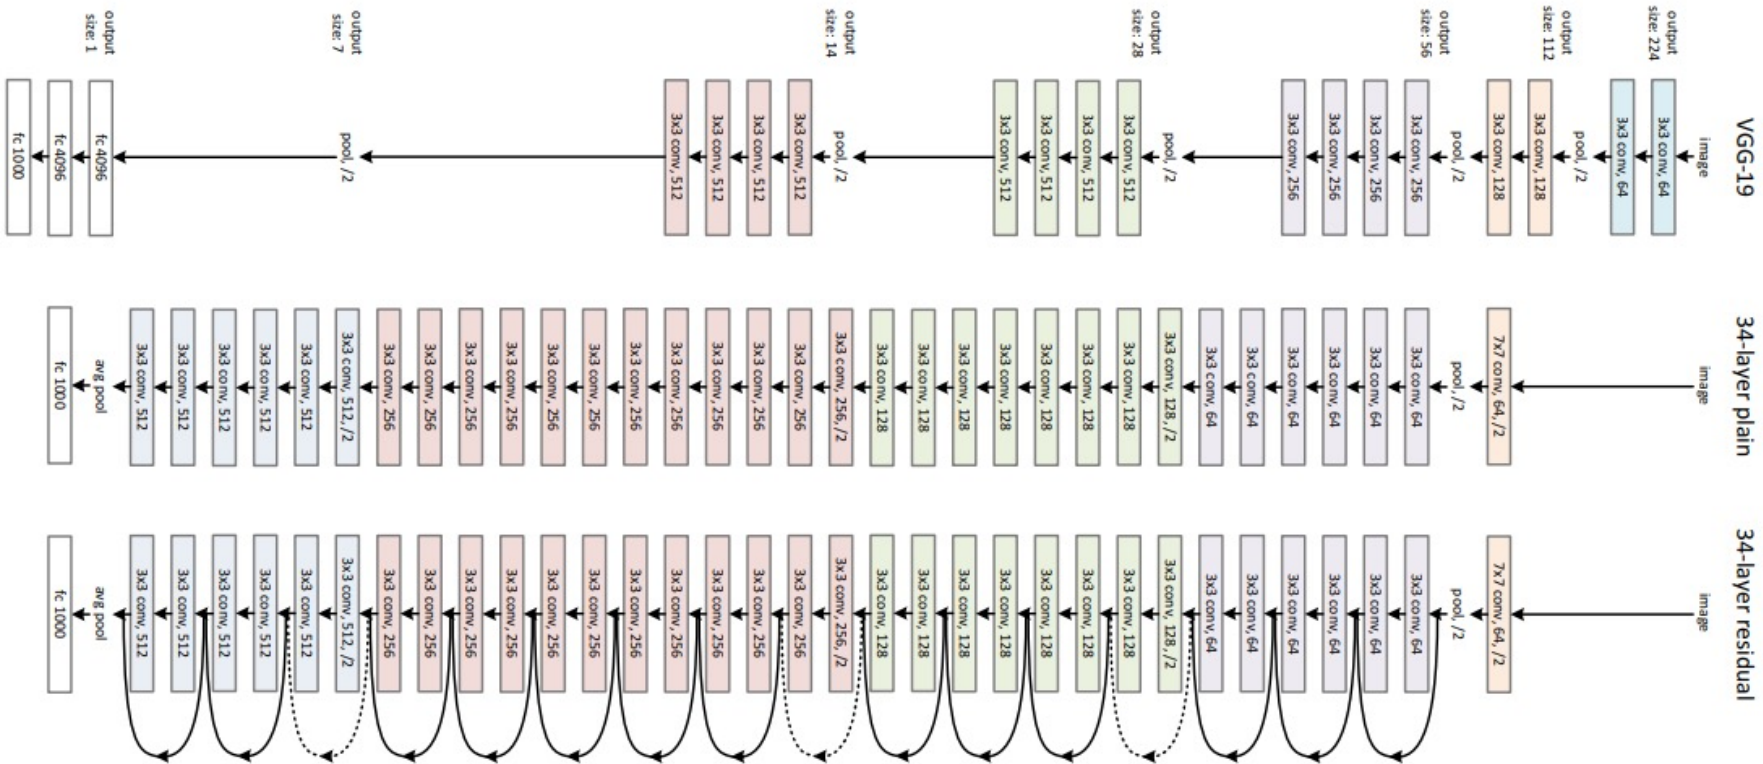 output
size: 224
output
size: 112
output
size: 56
output
size: 28
output
size: 14
output
size: 7
output
size: 1
VGG-19
image
3x3 conv, 64
3x3 conv, 64
pool, /2
3x3 conv, 128
3x3 conv, 128
pool, /2
3x3 conv, 256
3x3 conv, 256
3x3 conv, 256
3x3 conv, 256
pool, /2
3x3 conv, 512
3x3 conv, 512
3x3 conv, 512
3x3 conv, 512
pool, /2
3x3 conv, 512
3x3 conv, 512
3x3 conv, 512
3x3 conv, 512
pool, /2
fc 4096
fc 4096
fc 1000
34-layer plain
image
7x7 conv, 64, /2
pool, /2
3x3 conv, 64
3x3 conv, 64
3x3 conv, 64
3x3 conv, 64
3x3 conv, 64
3x3 conv, 64
3x3 conv, 128, /2
3x3 conv, 128
3x3 conv, 128
3x3 conv, 128
3x3 conv, 128
3x3 conv, 128
3x3 conv, 128
3x3 conv, 128
3x3 conv, 256, /2
3x3 conv, 256
3x3 conv, 256
3x3 conv, 256
3x3 conv, 256
3x3 conv, 256
3x3 conv, 256
3x3 conv, 256
3x3 conv, 256
3x3 conv, 256
3x3 conv, 256
3x3 conv, 256
3x3 conv, 512, /2
3x3 conv, 512
3x3 conv, 512
3x3 conv, 512
3x3 conv, 512
3x3 conv, 512
avg pool
fc 1000
34-layer residual
image
7x7 conv, 64, /2
pool, /2
3x3 conv, 64
3x3 conv, 64
3x3 conv, 64
3x3 conv, 64
3x3 conv, 64
3x3 conv, 64
3x3 conv, 128, /2
3x3 conv, 128
3x3 conv, 128
3x3 conv, 128
3x3 conv, 128
3x3 conv, 128
3x3 conv, 128
3x3 conv, 128
3x3 conv, 256, /2
3x3 conv, 256
3x3 conv, 256
3x3 conv, 256
3x3 conv, 256
3x3 conv, 256
3x3 conv, 256
3x3 conv, 256
3x3 conv, 256
3x3 conv, 256
3x3 conv, 256
3x3 conv, 256
3x3 conv, 512, /2
3x3 conv, 512
3x3 conv, 512
3x3 conv, 512
3x3 conv, 512
3x3 conv, 512
avg pool
fc 1000